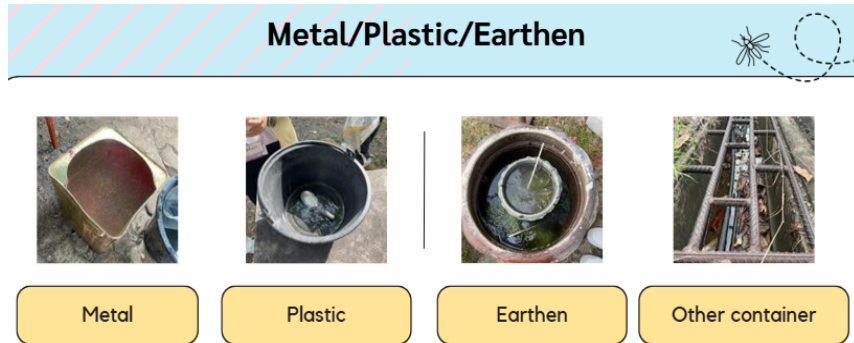 Metal/Plastic/Earthen
Metal
Plastic
Earthen
Other container